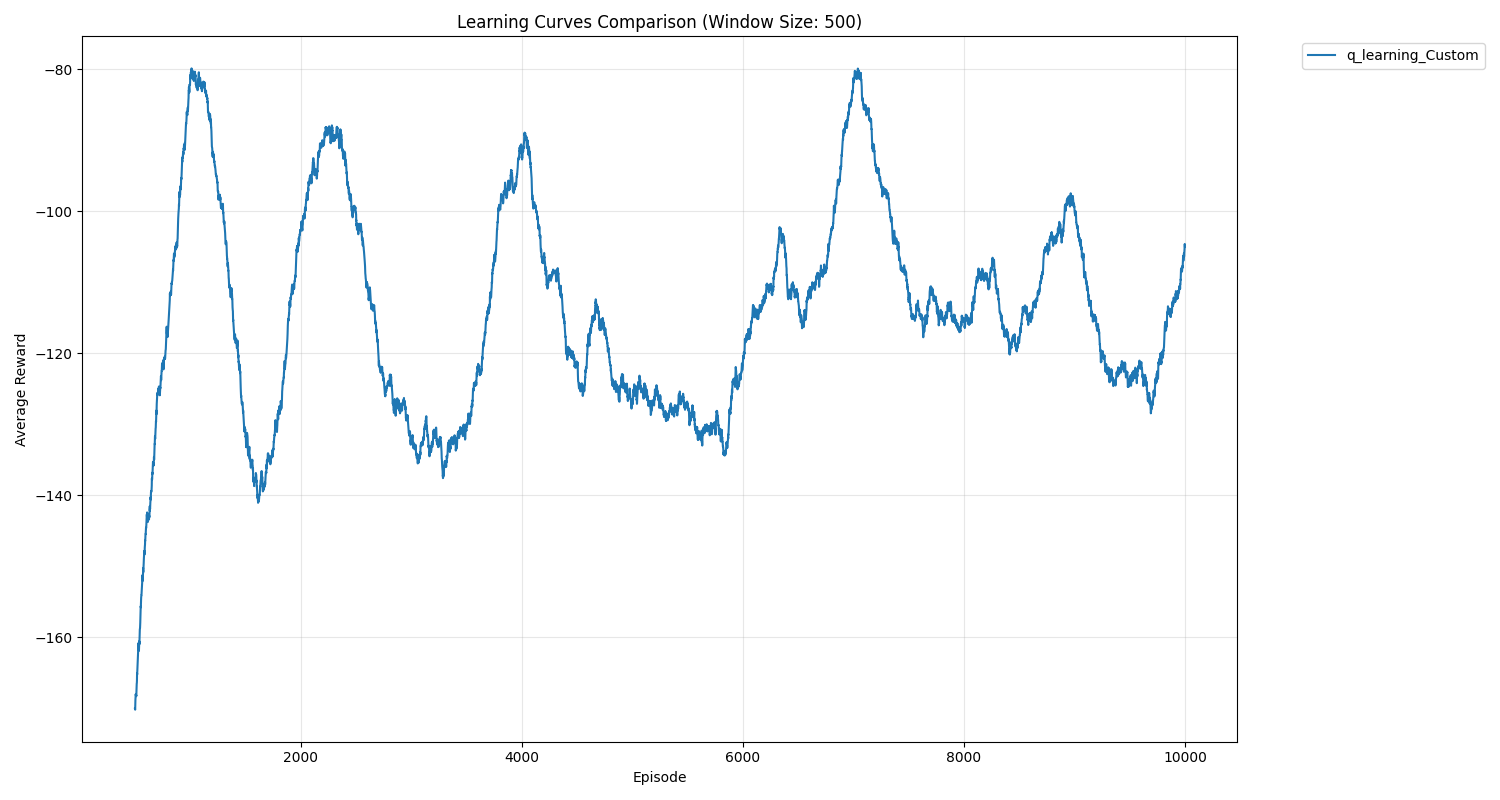 Learning Curves Comparison (Window Size: 500)
q_learning_Custom
−80
−100
−120
−140
−160
Average Reward
2000 4000 6000 8000 10000
Episode